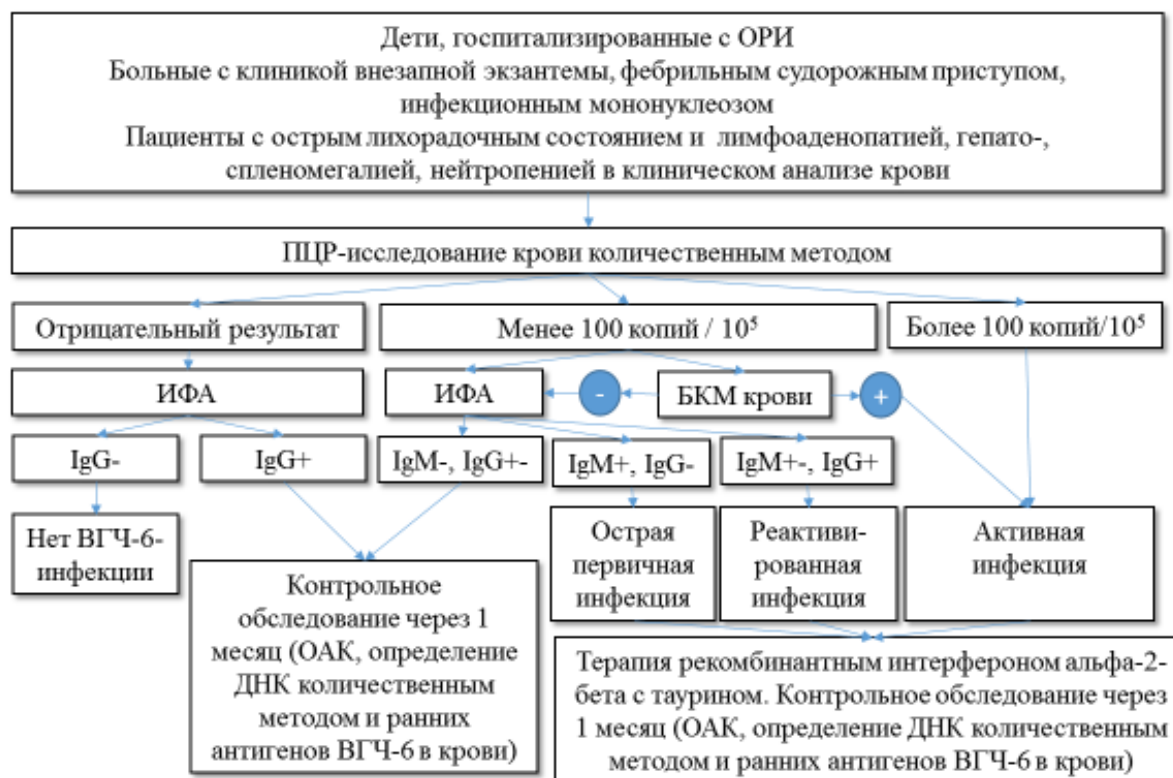 Дети, госпитализированные с ОРИ
Больные с клиникой внезапной экзантемы, фебрильным судорожным приступом,
инфекционным мононуклеозом
Пациенты с острым лихорадочным состоянием и лимфоаденопатией, гепато-,
спленомегалией, нейтропенией в клиническом анализе крови
ПЦР-исследование крови количественным методом
Отрицательный результат
Менее 100 копий / 10⁵
Более 100 копий/10⁵
ИФА
ИФА
-
БКМ крови
+
IgG-
IgG+
IgM-, IgG+-
IgM+, IgG-
IgM+-, IgG+
Нет ВГЧ-6-
инфекции
Контрольное
обследование через 1
месяц (ОАК, определение
ДНК количественным
методом и ранних
антигенов ВГЧ-6 в крови)
Острая
первичная
инфекция
Реактиви-
рованная
инфекция
Активная
инфекция
Терапия рекомбинантным интерфероном альфа-2-
бета с таурином. Контрольное обследование через
1 месяц (ОАК, определение ДНК количественным
методом и ранних антигенов ВГЧ-6 в крови)